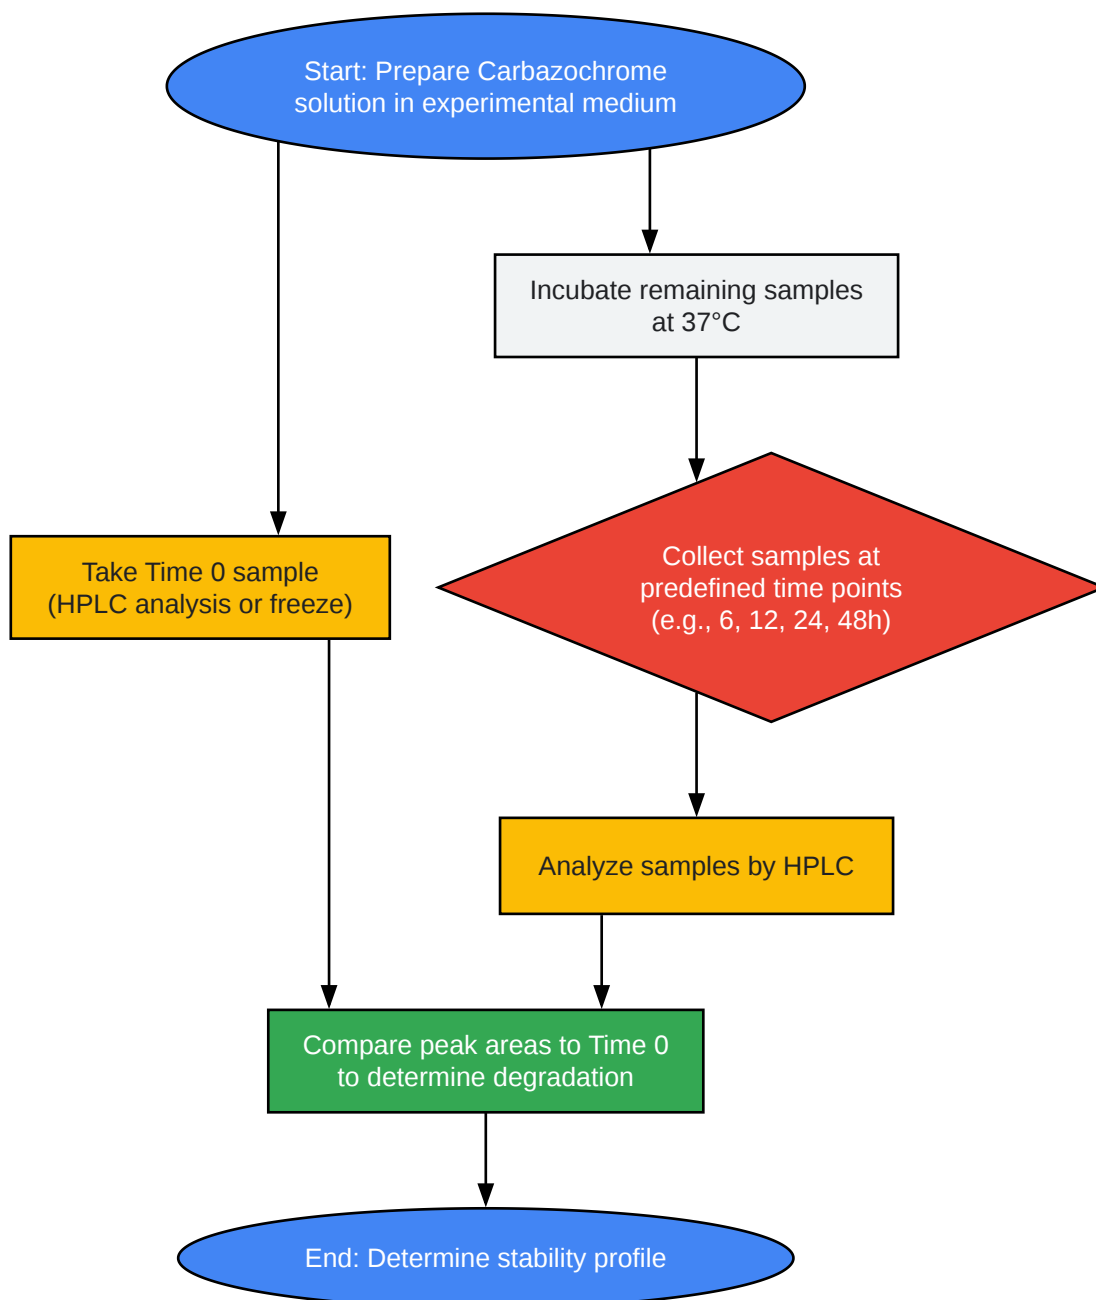 Start: Prepare Carbazochrome
solution in experimental medium
Incubate remaining samples
at 37°C
Take Time 0 sample
(HPLC analysis or freeze)
Collect samples at
predefined time points
(e.g., 6, 12, 24, 48h)
Analyze samples by HPLC
Compare peak areas to Time 0
to determine degradation
End: Determine stability profile